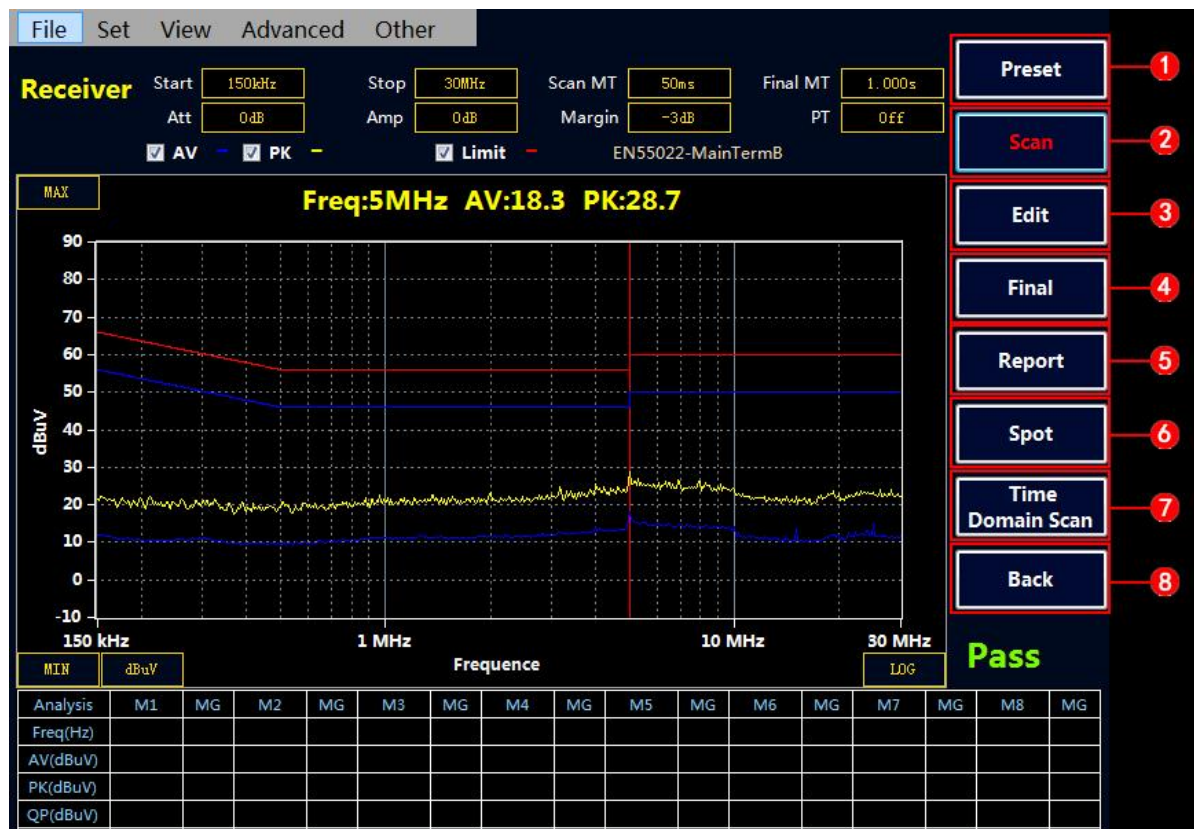 File Set View Advanced Other
Receiver Start 150kHz Stop 30MHz Scan MT 50ms Final MT 1.000s
Att 0dB Amp 0dB Margin -3dB PT Off
AV PK Limit EN55022-MainTermB
MAX Freq:5MHz AV:18.3 PK:28.7
90
80
70
60
50
40
30
20
10
0
-10
dBuV
150 kHz 1 MHz 10 MHz 30 MHz
MIN dBuV Frequence LOG
Preset 1
Scan 2
Edit 3
Final 4
Report 5
Spot 6
Time
Domain Scan 7
Back 8
Pass
Analysis M1 MG M2 MG M3 MG M4 MG M5 MG M6 MG M7 MG M8 MG
Freq(Hz)
AV(dBuV)
PK(dBuV)
QP(dBuV)